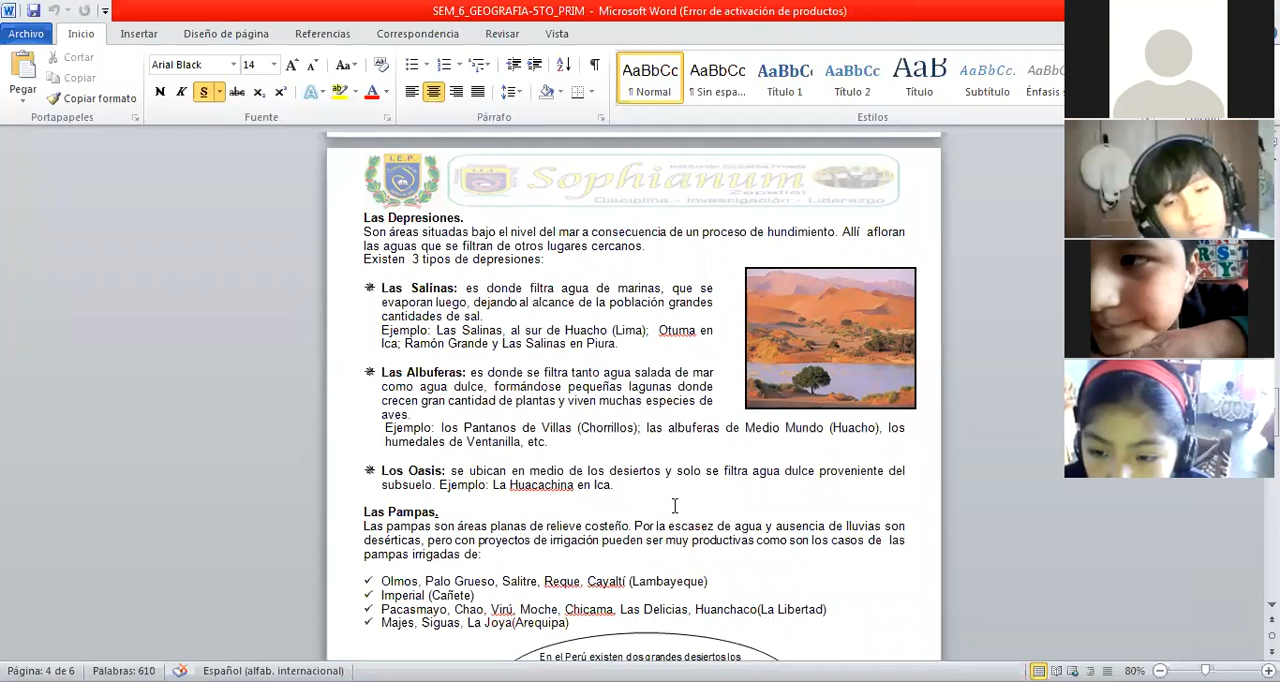 SEM_6_GEOGRAFIA-5TO_PRIM - Microsoft Word (Error de activación de productos)
Archivo Inicio Insertar Diseño de página Referencias Correspondencia Revisar Vista
Cortar
Copiar
Copiar formato
Pegar
Portapapeles
Arial Black 14
Fuente
Párrafo
AaBbCc AaBbCc AaBbC AaBbCc AaB AaBbCc AaBbCc
Normal Sin espa... Título 1 Título 2 Título Subtítulo Énfasis
Estilos
I.E.P.
Institución Educativa Privada
Sophianum
Zapallal
Disciplina - Investigación - Liderazgo
Las Depresiones.
Son áreas situadas bajo el nivel del mar a consecuencia de un proceso de hundimiento. Allí afloran
las aguas que se filtran de otros lugares cercanos.
Existen 3 tipos de depresiones:
Las Salinas: es donde filtra agua de marinas, que se
evaporan luego, dejando al alcance de la población grandes
cantidades de sal.
Ejemplo: Las Salinas, al sur de Huacho (Lima); Otuma en
Ica; Ramón Grande y Las Salinas en Piura.
Las Albuferas: es donde se filtra tanto agua salada de mar
como agua dulce, formándose pequeñas lagunas donde
crecen gran cantidad de plantas y viven muchas especies de
aves.
Ejemplo: los Pantanos de Villas (Chorrillos); las albuferas de Medio Mundo (Huacho), los
humedales de Ventanilla, etc.
Los Oasis: se ubican en medio de los desiertos y solo se filtra agua dulce proveniente del
subsuelo. Ejemplo: La Huacachina en Ica.
Las Pampas.
Las pampas son áreas planas de relieve costeño. Por la escasez de agua y ausencia de lluvias son
desérticas, pero con proyectos de irrigación pueden ser muy productivas como son los casos de las
pampas irrigadas de:
✓ Olmos, Palo Grueso, Salitre, Reque, Cayaltí (Lambayeque)
✓ Imperial (Cañete)
✓ Pacasmayo, Chao, Virú, Moche, Chicama, Las Delicias, Huanchaco(La Libertad)
✓ Majes, Siguas, La Joya(Arequipa)
En el Perú existen dos grandes desiertos los
Página: 4 de 6 Palabras: 610 Español (alfab. internacional) 80%